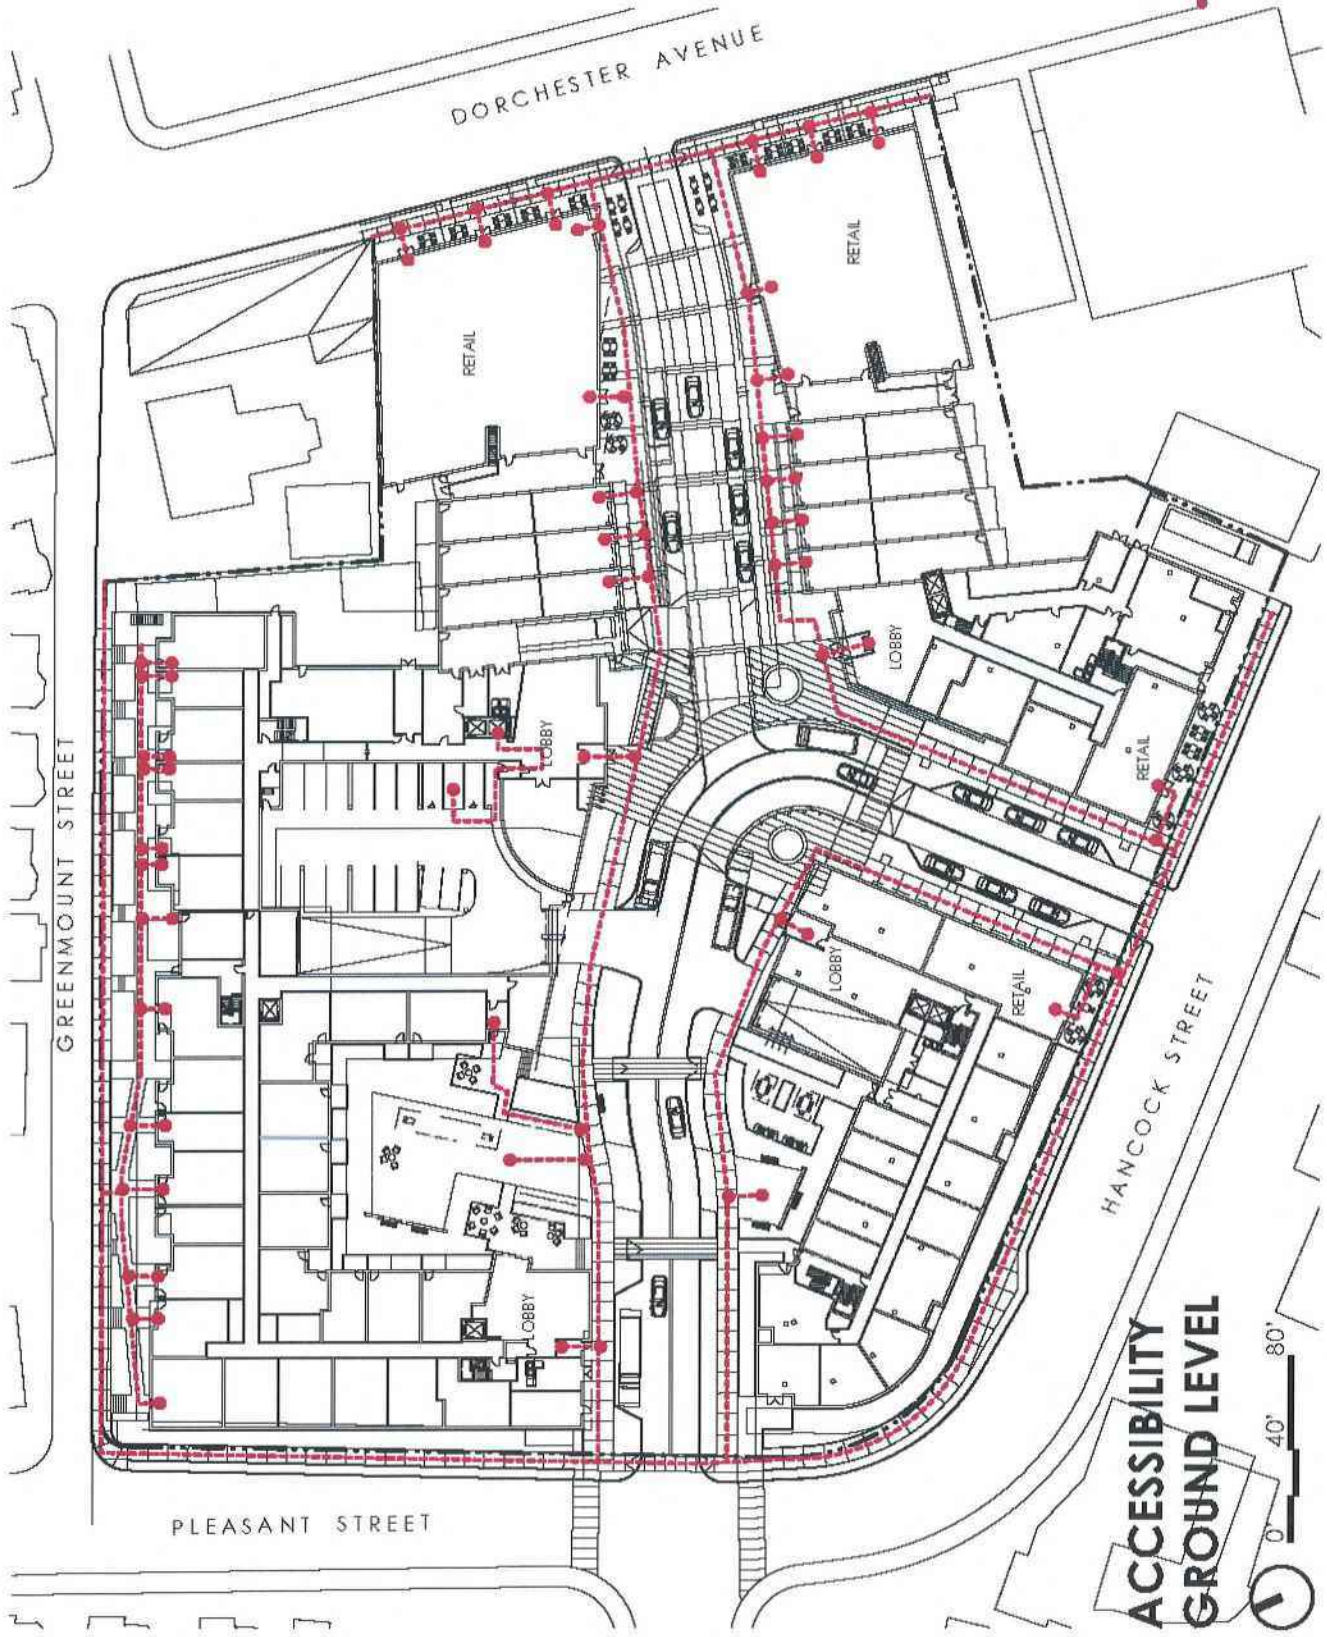 DORCHESTER AVENUE
RETAIL
RETAIL
GREENMOUNT STREET
LOBBY
LOBBY
RETAIL
LOBBY
RETAIL
HANCOCK STREET
LOBBY
PLEASANT STREET
ACCESSIBILITY
GROUND LEVEL
0' 40' 80'